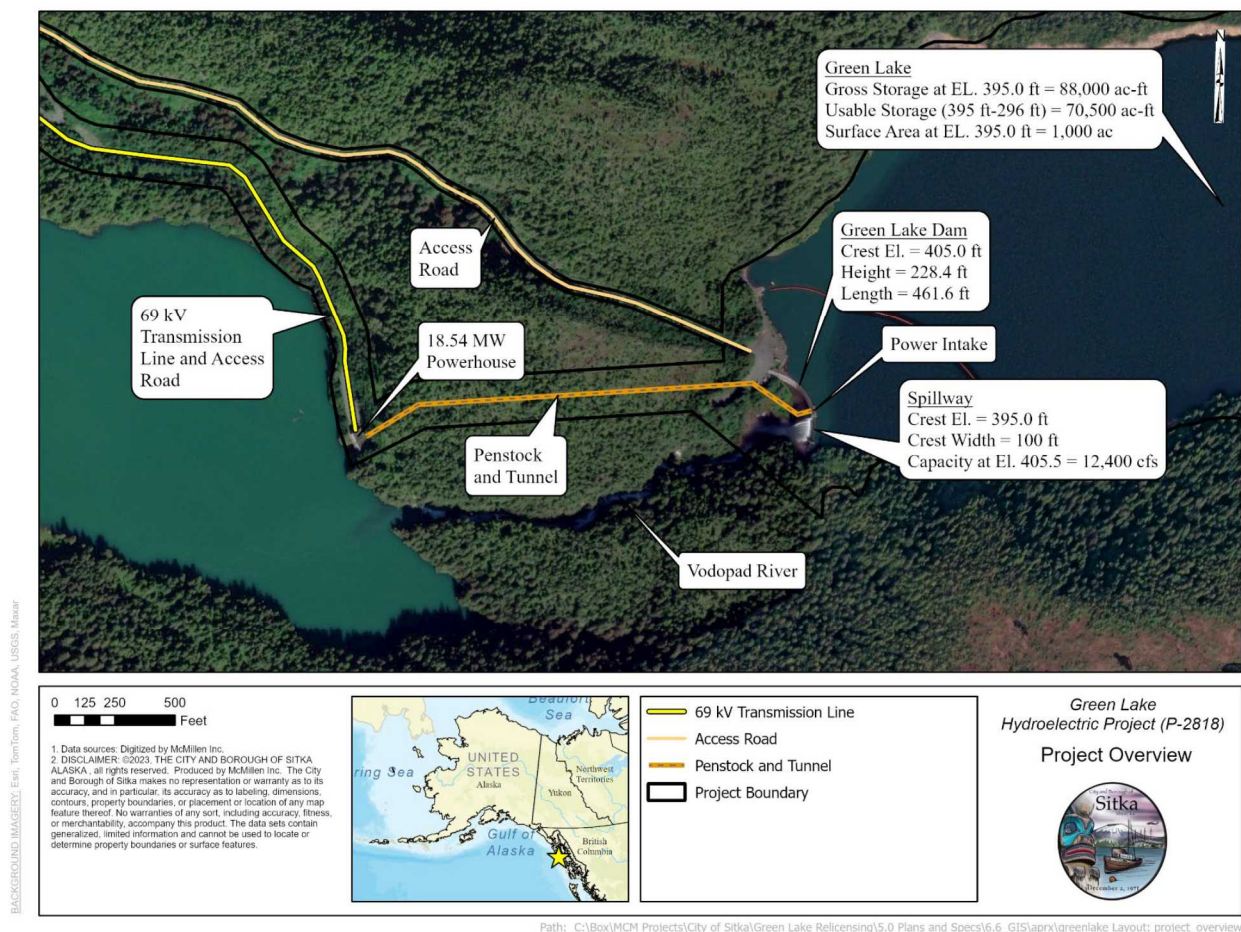 N
Green Lake
Gross Storage at EL. 395.0 ft = 88,000 ac-ft
Usable Storage (395 ft-296 ft) = 70,500 ac-ft
Surface Area at EL. 395.0 ft = 1,000 ac
Access
Road
Green Lake Dam
Crest El. = 405.0 ft
Height = 228.4 ft
Length = 461.6 ft
69 kV
Transmission
Line and Access
Road
18.54 MW
Powerhouse
Power Intake
Spillway
Crest El. = 395.0 ft
Crest Width = 100 ft
Capacity at El. 405.5 = 12,400 cfs
Penstock
and Tunnel
Vodopad River
BACKGROUND IMAGERY: Esri, TomTom, FAO, NOAA, USGS, Maxar
0 125 250 500
Feet
1. Data sources: Digitized by McMillen Inc.
2. DISCLAIMER: ©2023, THE CITY AND BOROUGH OF SITKA
ALASKA , all rights reserved. Produced by McMillen Inc. The City
and Borough of Sitka makes no representation or warranty as to its
accuracy, and in particular, its accuracy as to labeling, dimensions,
contours, property boundaries, or placement or location of any map
feature thereof. No warranties of any sort, including accuracy, fitness,
or merchantability, accompany this product. The data sets contain
generalized, limited information and cannot be used to locate or
determine property boundaries or surface features.
Beaufort
Sea
ring Sea
UNITED
STATES
Alaska
Northwest
Territories
Yukon
Gulf of
Alaska
British
Columbia
69 kV Transmission Line
Access Road
Penstock and Tunnel
Project Boundary
Green Lake
Hydroelectric Project (P-2818)
Project Overview
City and Borough of
Sitka
December 2, 1971
Path: C:\Box\MCM Projects\City of Sitka\Green Lake Relicensing\5.0 Plans and Specs\6.6_GIS\aprx\greenlake Layout: project_overview